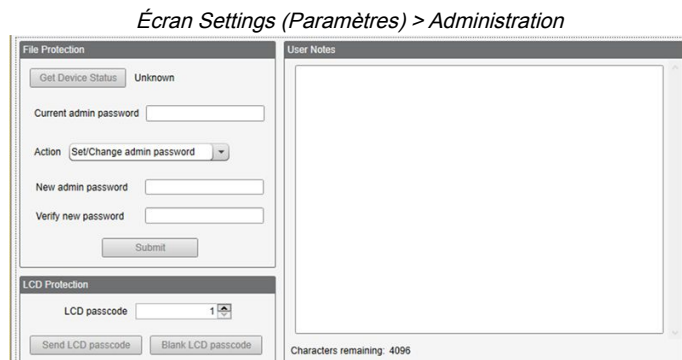 Écran Settings (Paramètres) > Administration
File Protection
Get Device Status Unknown
Current admin password
Action Set/Change admin password
New admin password
Verify new password
Submit
LCD Protection
LCD passcode 1
Send LCD passcode Blank LCD passcode
User Notes
Characters remaining: 4096